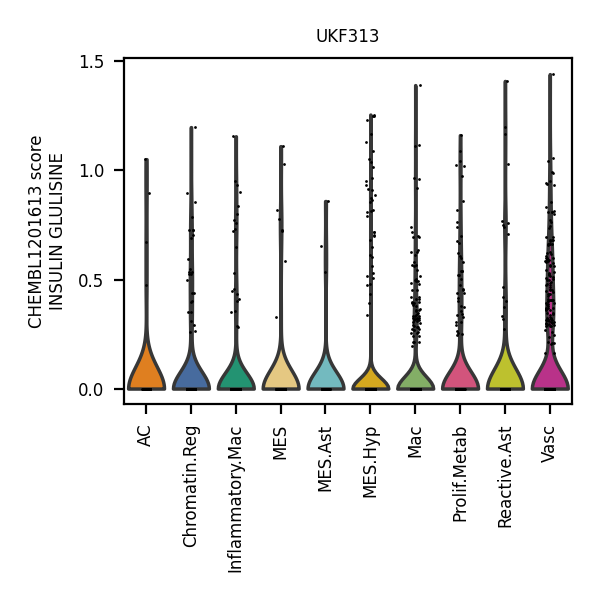 UKF313
CHEMBL1201613 score
INSULIN GLULISINE
1.5
1.0
0.5
0.0
AC
Chromatin.Reg
Inflammatory.Mac
MES
MES.Ast
MES.Hyp
Mac
Prolif.Metab
Reactive.Ast
Vasc